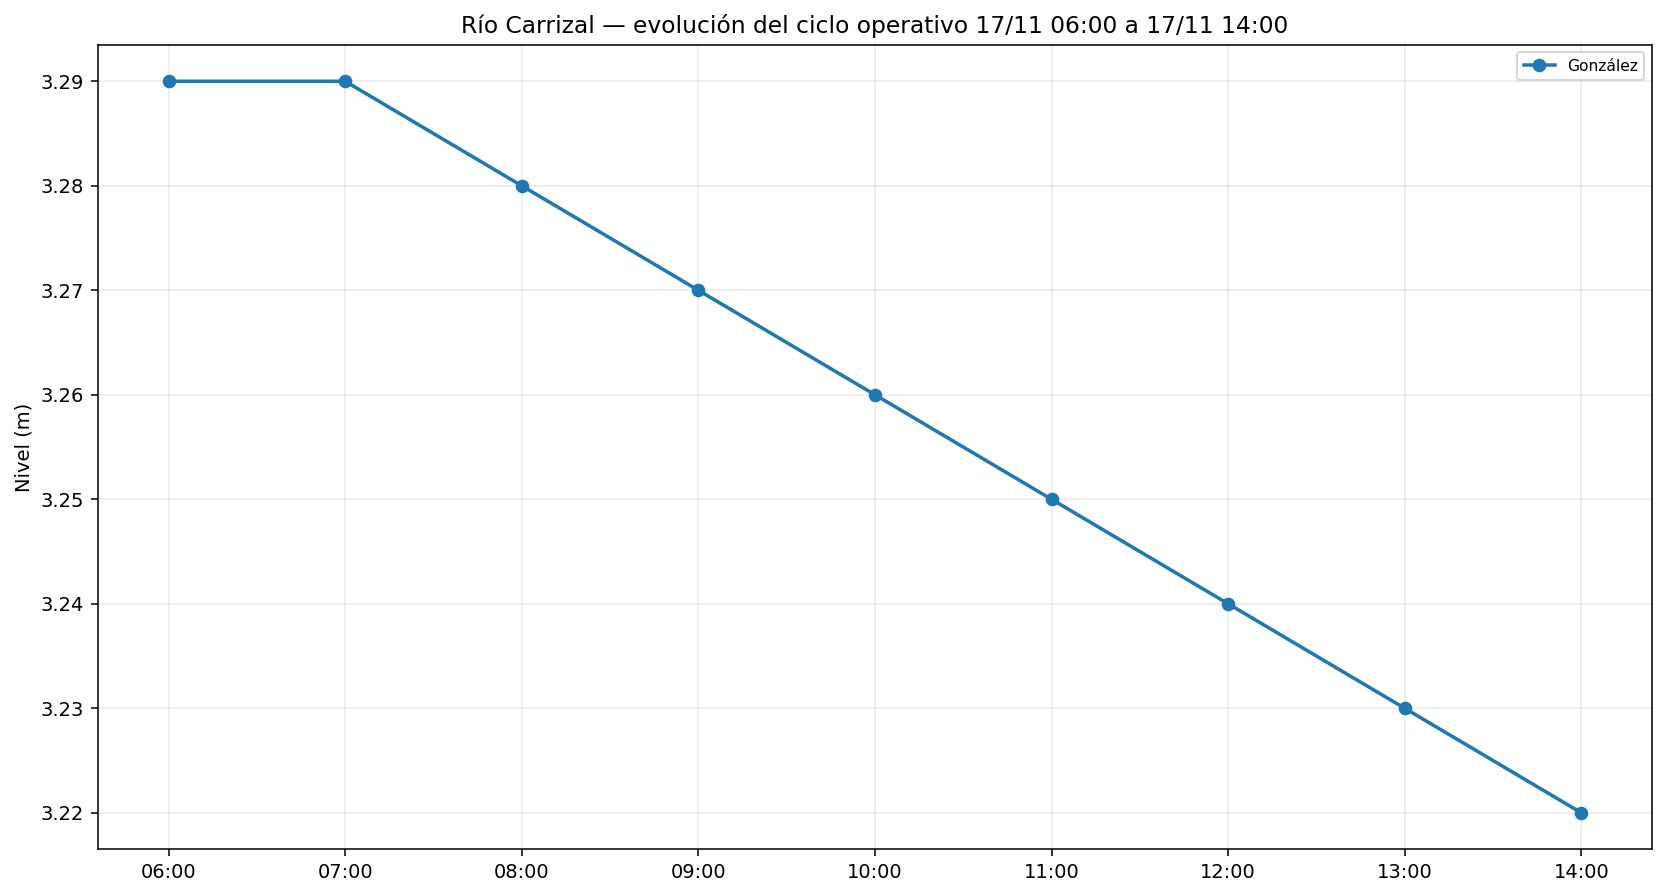 Río Carrizal — evolución del ciclo operativo 17/11 06:00 a 17/11 14:00
González
Nivel (m)
3.29
3.28
3.27
3.26
3.25
3.24
3.23
3.22
06:00 07:00 08:00 09:00 10:00 11:00 12:00 13:00 14:00